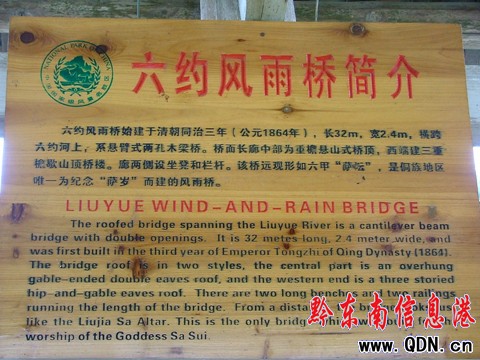 NATIONAL PARK OF CHINA
六约风雨桥简介
六约风雨桥始建于清朝同治三年（公元1864年），长32m，宽2.4m，横跨
六约河上，系悬臂式两孔木梁桥。桥面长廊中部为重檐悬山式桥顶，西端建三重
檐歇山顶桥楼。廊两侧设坐凳和栏杆。该桥远观形如六甲“萨坛”，是侗族地区
唯一为纪念“萨岁”而建的风雨桥。
LIUYUE WIND-AND-RAIN BRIDGE
The roofed bridge spanning the Liuyue River is a cantilever beam
bridge with double openings. It is 32 metres long, 2.4 meter wide, and
was first built in the third year of Emperor Tongzhi of Qing Dynasty (1864).
The bridge roof is in two styles, the central part is an overhung
gable-ended double eaves roof, and the western end is a three storied
hip-and-gable eaves roof. There are two long benches and two railings
running the length of the bridge. From a distance the br
like the Liujia Sa Altar. This is the only bridge
worship of the Goddess Sa Sui.
黔东南信息港
www.QDN.cn